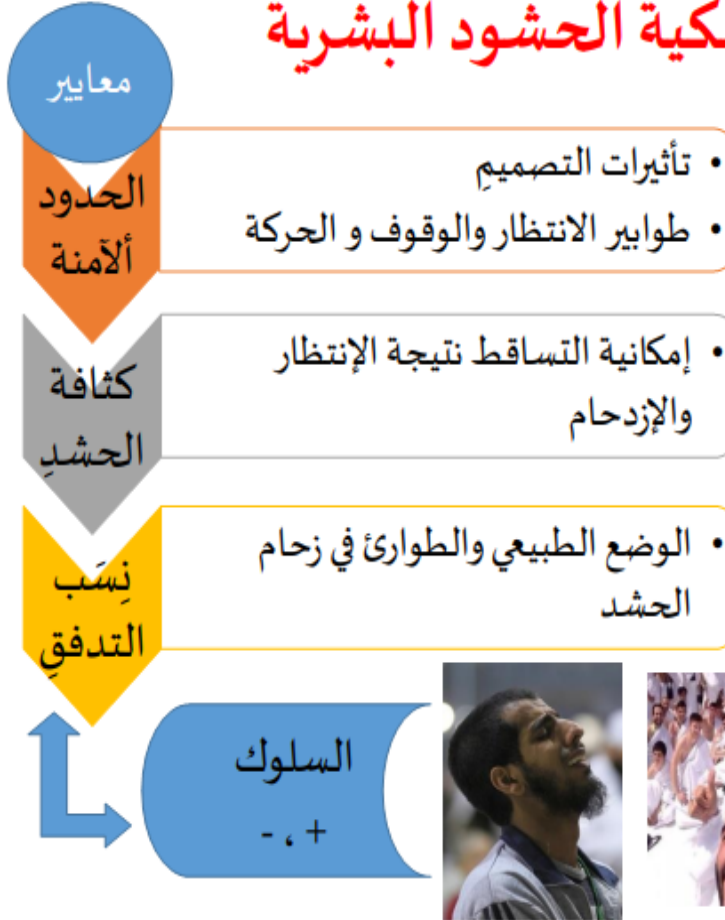 كية الحشود البشرية
معايير
الحدود
ألآمنة
• تأثيرات التصميمِ
• طوابير الانتظار والوقوف و الحركة
كثافة
الحشدِ
• إمكانية التساقط نتيجة الإنتظار
والإزدحام
نِسَب
التدفقِ
• الوضع الطبيعي والطوارئ في زحام
الحشد
السلوك
+ ، -